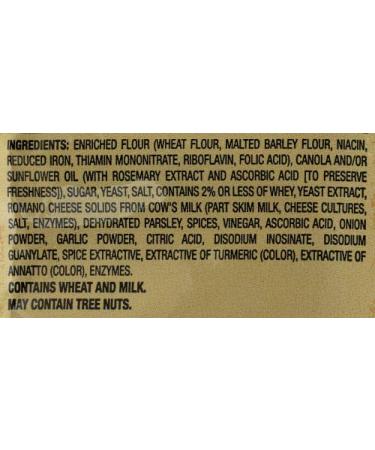 INGREDIENTS: ENRICHED FLOUR (WHEAT FLOUR, MALTED BARLEY FLOUR, NIACIN,
REDUCED IRON, THIAMIN MONONITRATE, RIBOFLAVIN, FOLIC ACID), CANOLA AND/OR
SUNFLOWER OIL (WITH ROSEMARY EXTRACT AND ASCORBIC ACID [TO PRESERVE
FRESHNESS]), SUGAR, YEAST, SALT, CONTAINS 2% OR LESS OF WHEY, YEAST EXTRACT,
ROMANO CHEESE SOLIDS FROM COW'S MILK (PART SKIM MILK, CHEESE CULTURES,
SALT, ENZYMES), DEHYDRATED PARSLEY, SPICES, VINEGAR, ASCORBIC ACID, ONION
POWDER, GARLIC POWDER, CITRIC ACID, DISODIUM INOSINATE, DISODIUM
GUANYLATE, SPICE EXTRACTIVE, EXTRACTIVE OF TURMERIC (COLOR), EXTRACTIVE OF
ANNATTO (COLOR), ENZYMES.
CONTAINS WHEAT AND MILK.
MAY CONTAIN TREE NUTS.